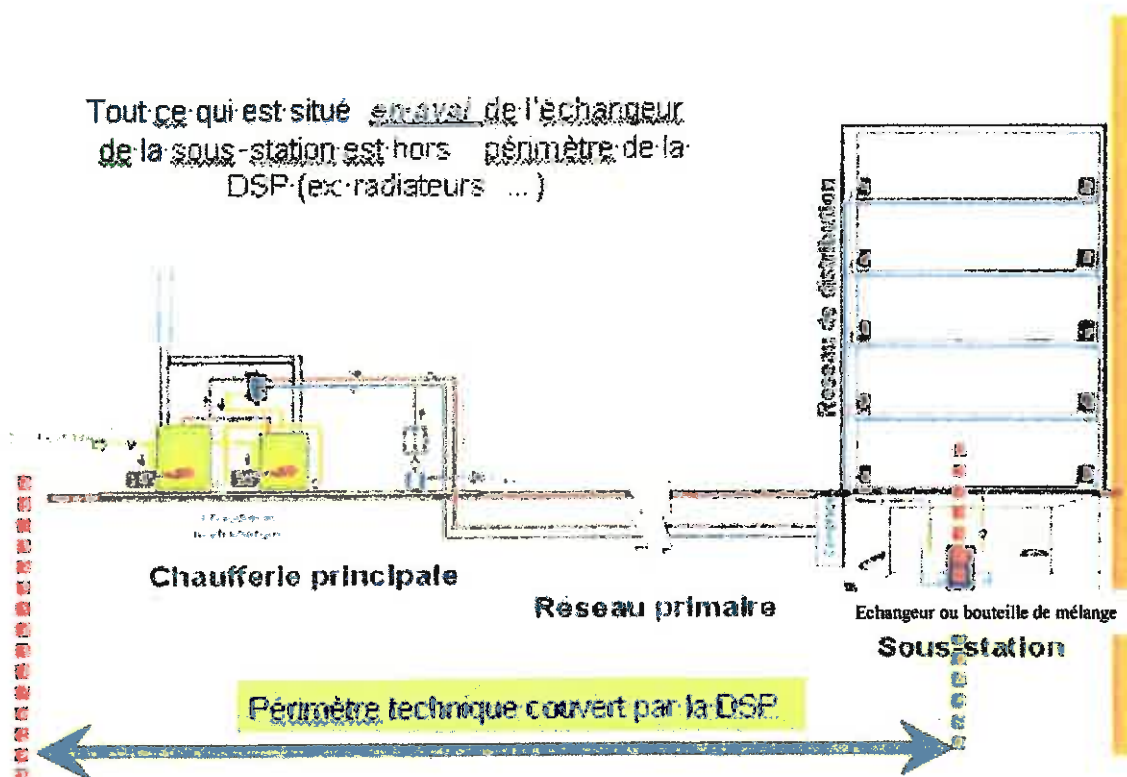 Tout ce qui est situé en aval de l'échangeur
de la sous-station est hors périmètre de la
DSP (ex radiateurs ...)
Réseau de distribution
Chaufferie principale
Réseau primaire
Echangeur ou bouteille de mélange
Sous-station
Périmètre technique couvert par la DSP